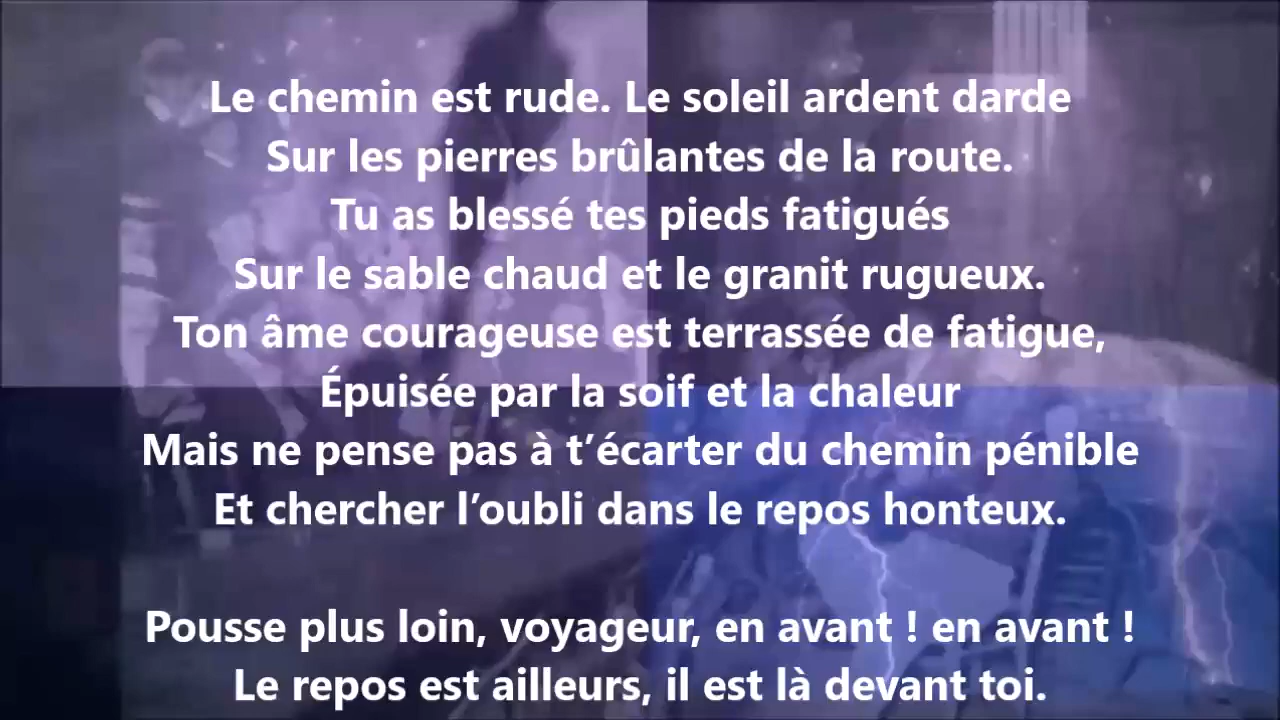 Le chemin est rude. Le soleil ardent darde
Sur les pierres brûlantes de la route.
Tu as blessé tes pieds fatigués
Sur le sable chaud et le granit rugueux.
Ton âme courageuse est terrassée de fatigue,
Épuisée par la soif et la chaleur
Mais ne pense pas à t’écarter du chemin pénible
Et chercher l’oubli dans le repos honteux.
Pousse plus loin, voyageur, en avant ! en avant !
Le repos est ailleurs, il est là devant toi.